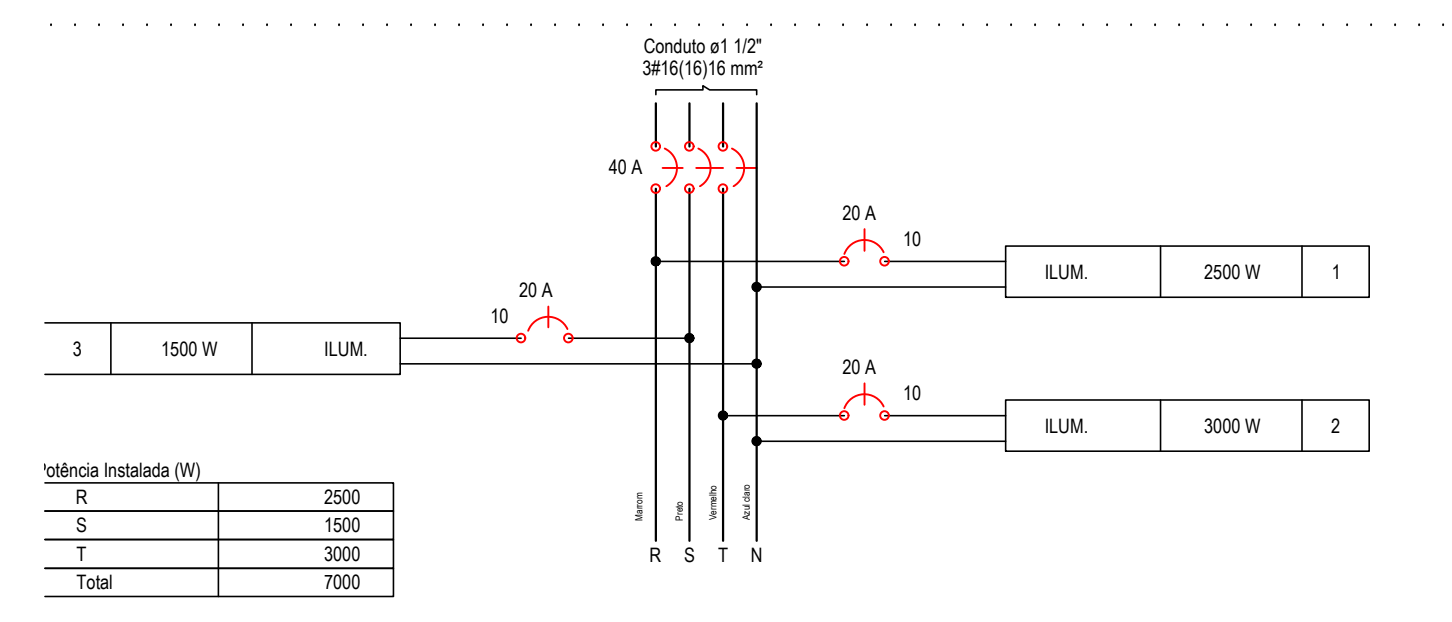 Conduto ø1 1/2"
3#16(16)16 mm²
40 A
20 A
10
ILUM. 2500 W 1
20 A
10
3 1500 W ILUM.
20 A
10
ILUM. 3000 W 2
Potência Instalada (W)
R 2500
S 1500
T 3000
Total 7000
Marrom
Preto
Vermelho
Azul claro
R S T N